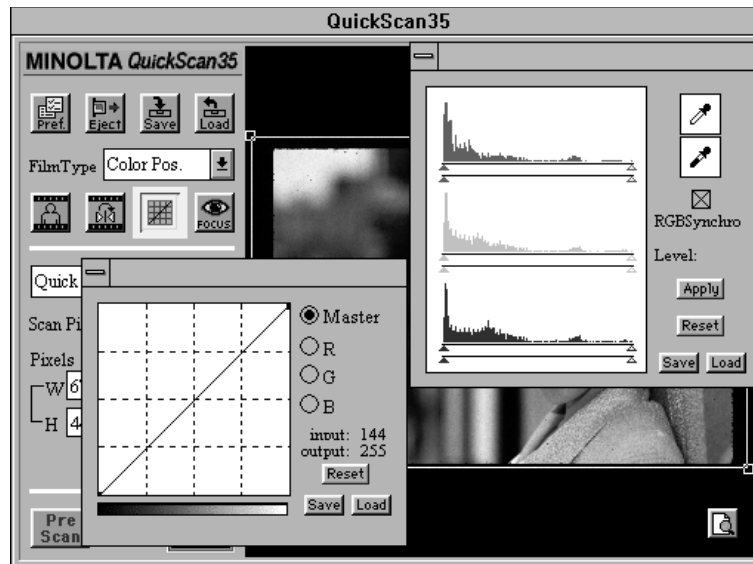 QuickScan35
MINOLTA QuickScan35
Pref.
Eject
Save
Load
FilmType
Color Pos.
FOCUS
Quick
Scan Pi
Pixels
W
H
Pre
Scan
Master
R
G
B
input: 144
output: 255
Reset
Save
Load
RGBSynchro
Level:
Apply
Reset
Save
Load